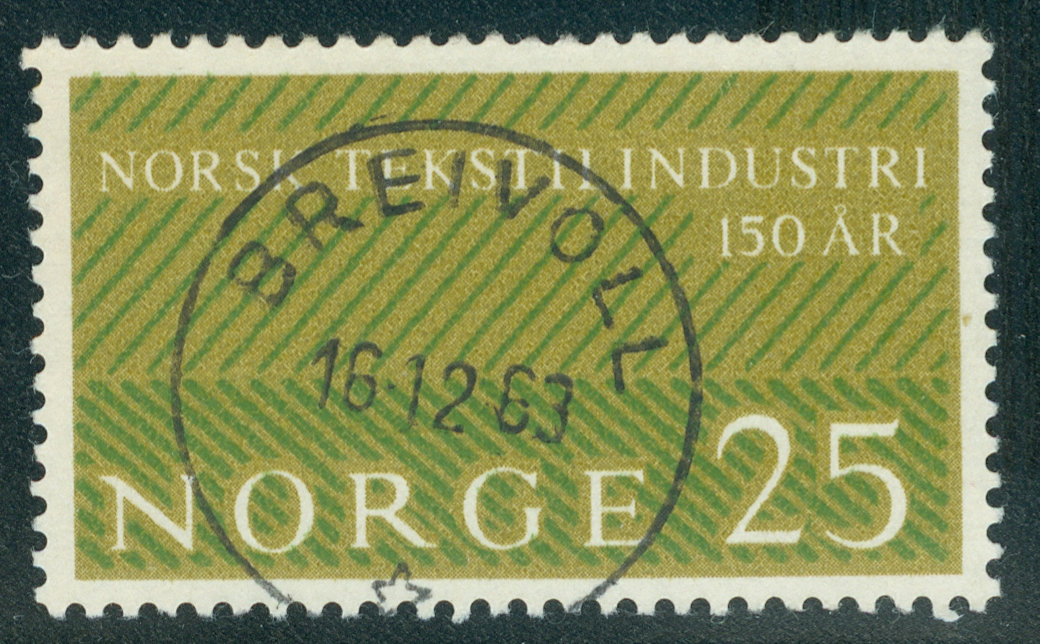 NORSK TEKSTILINDUSTRI
150 ÅR
BREIVOLL
16.12.63
NORGE 25